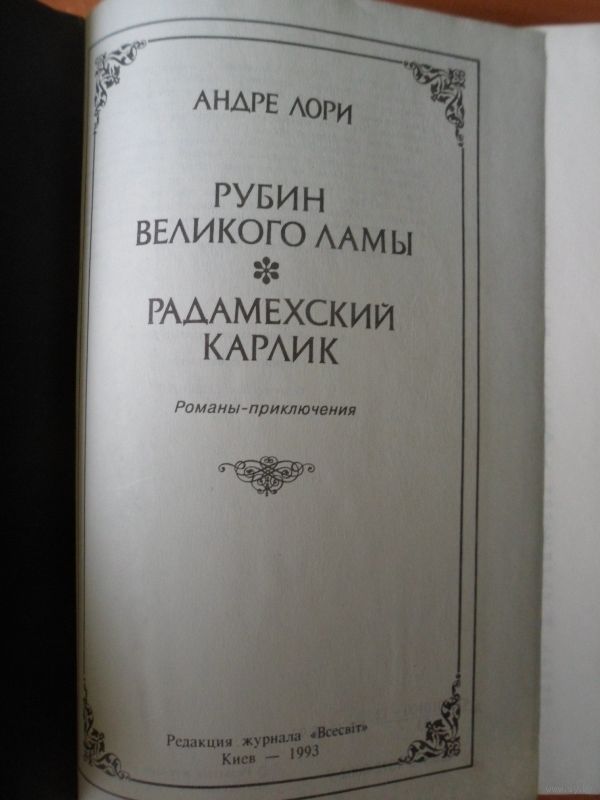 АНДРЕ ЛОРИ
РУБИН
ВЕЛИКОГО ЛАМЫ
РАДАМЕХСКИЙ
КАРЛИК
Романы-приключения
Редакция журнала «Всесвіт»
Киев — 1993